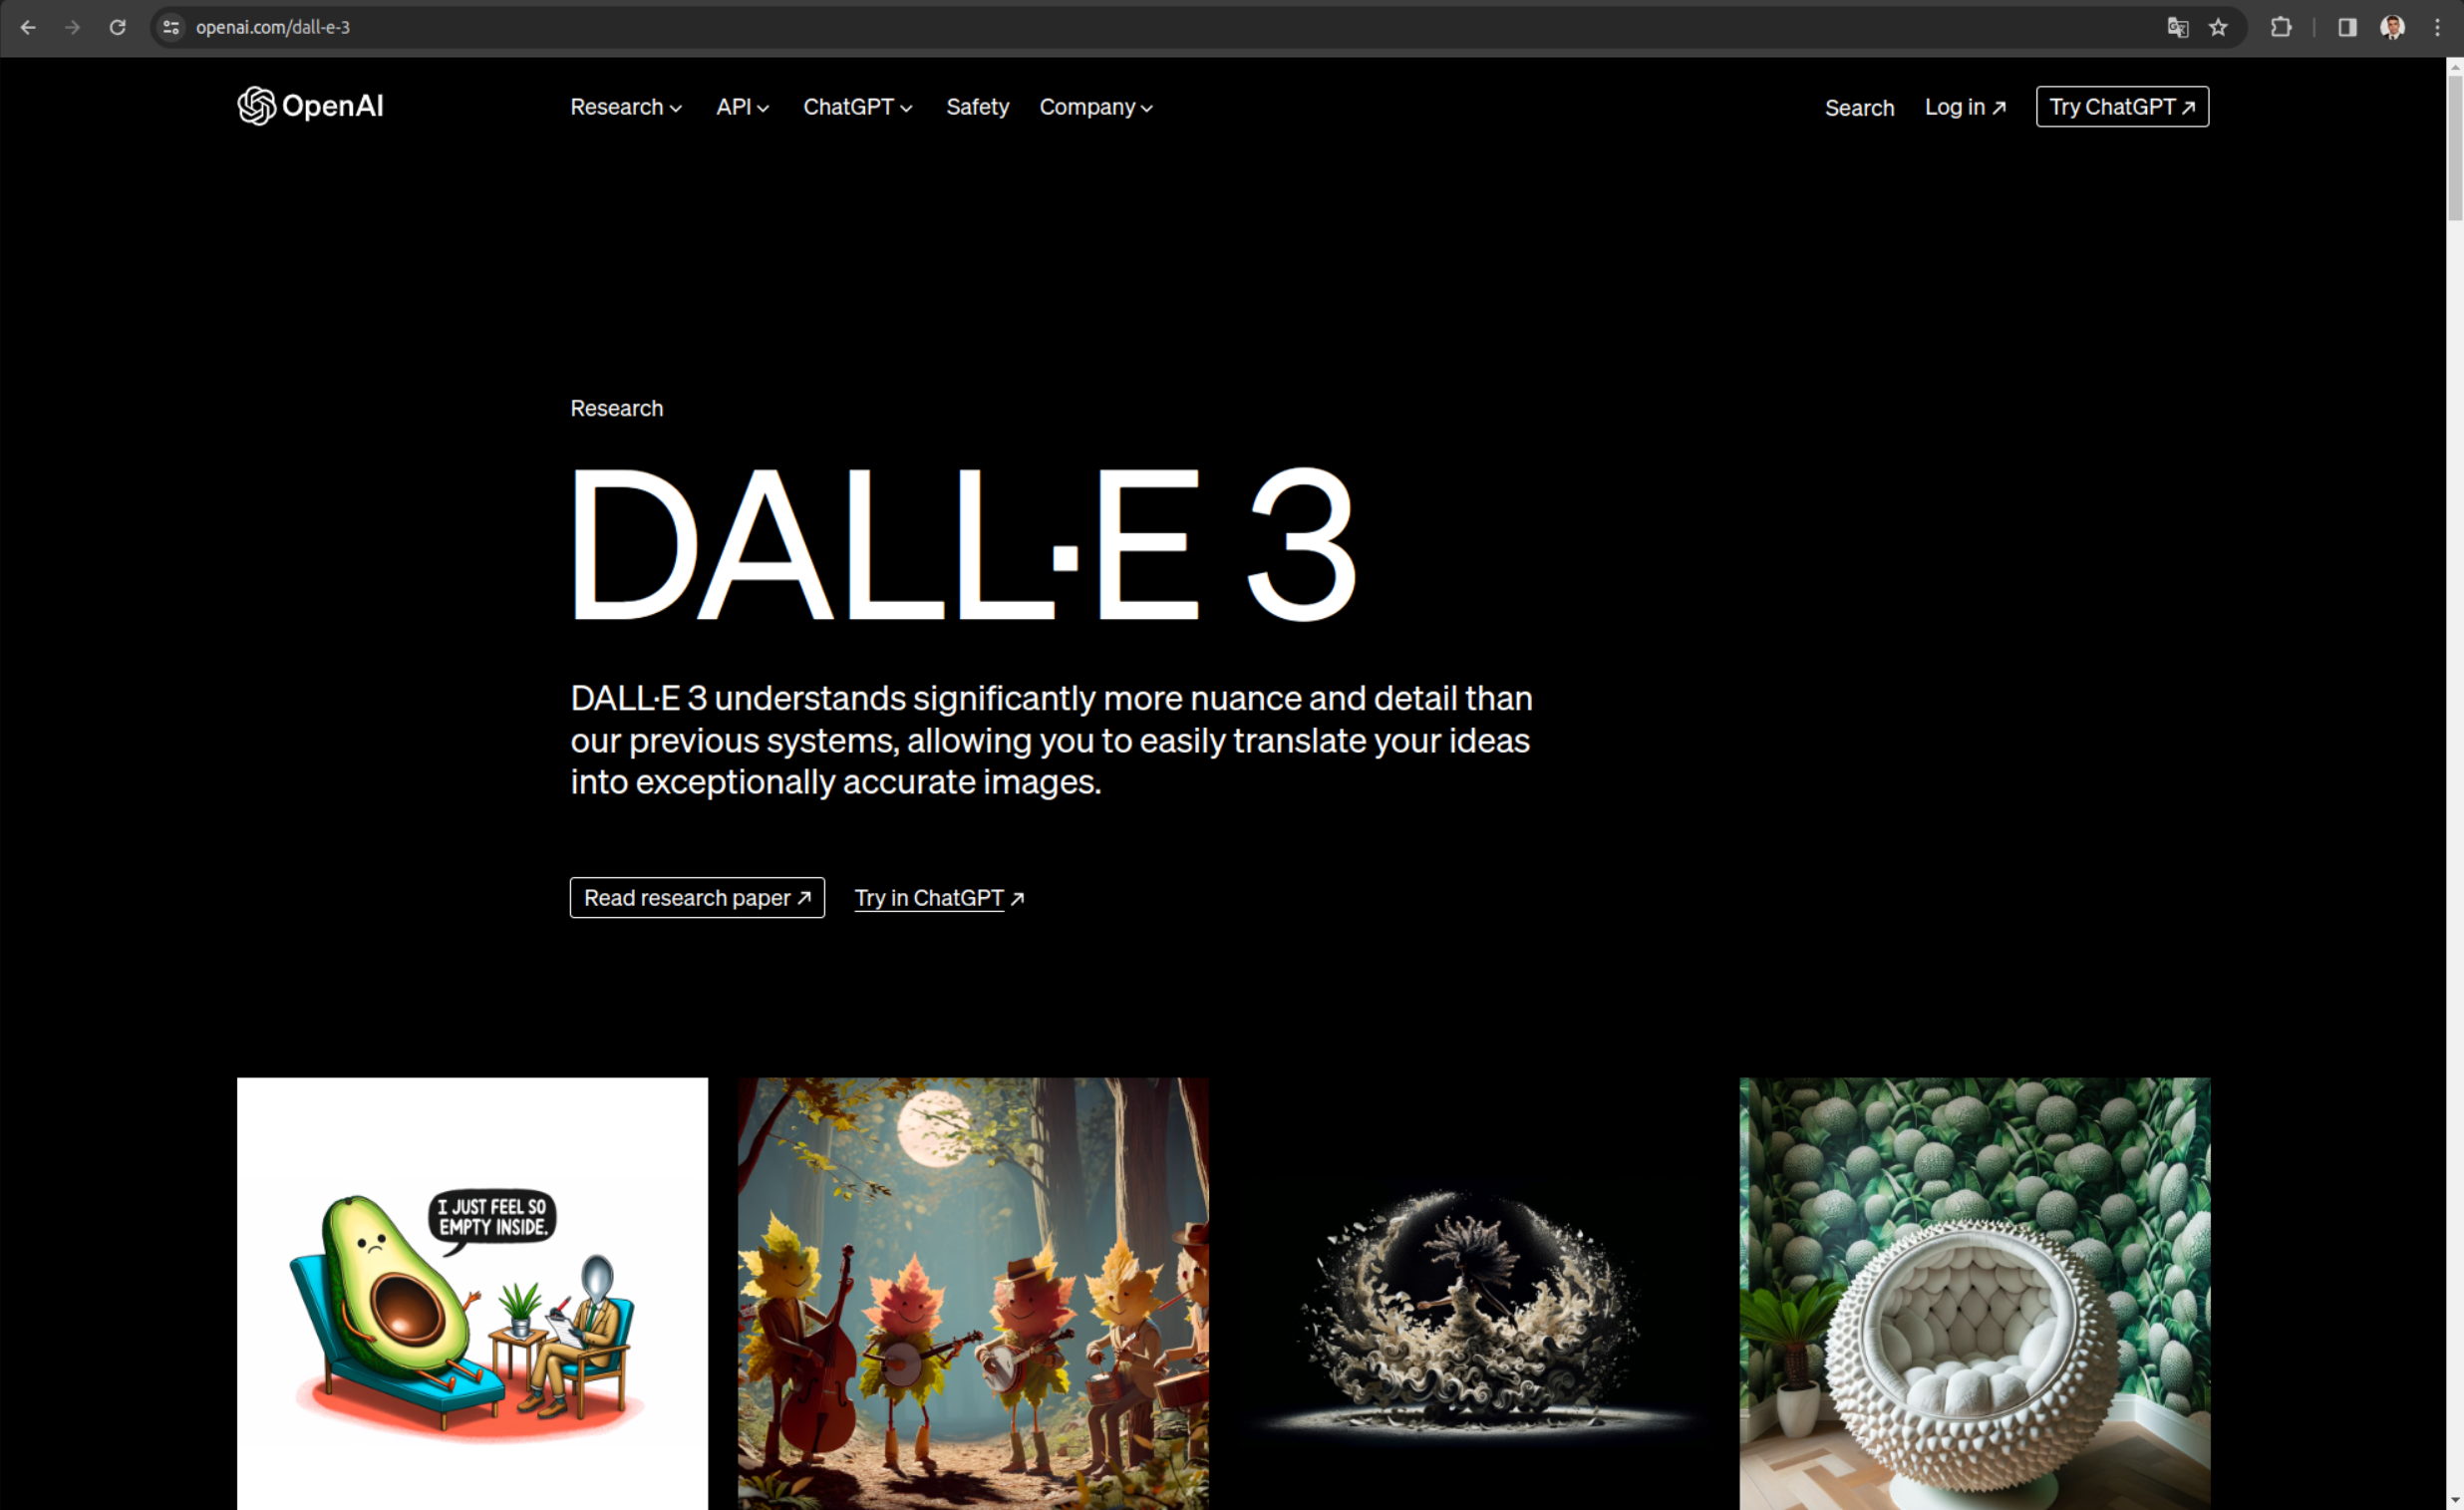 openai.com/dall-e-3
OpenAI
Research
API
ChatGPT
Safety
Company
Search
Log in ↗
Try ChatGPT ↗
Research
DALL·E 3
DALL·E 3 understands significantly more nuance and detail than
our previous systems, allowing you to easily translate your ideas
into exceptionally accurate images.
Read research paper ↗
Try in ChatGPT ↗
I JUST FEEL SO
EMPTY INSIDE.